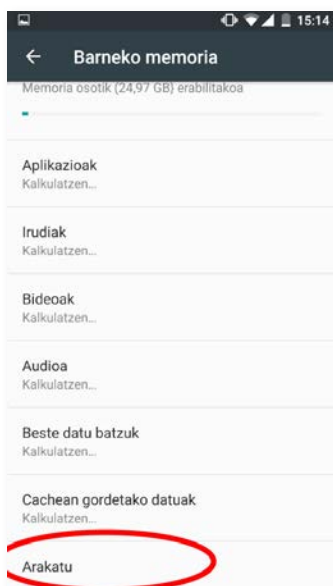 15:14
Barneko memoria
Memoria osotik (24,97 GB) erabilitakoa
Aplikazioak
Kalkulatzen...
Irudiak
Kalkulatzen...
Bideoak
Kalkulatzen...
Audioa
Kalkulatzen...
Beste datu batzuk
Kalkulatzen...
Cachean gordetako datuak
Kalkulatzen...
Arakatu